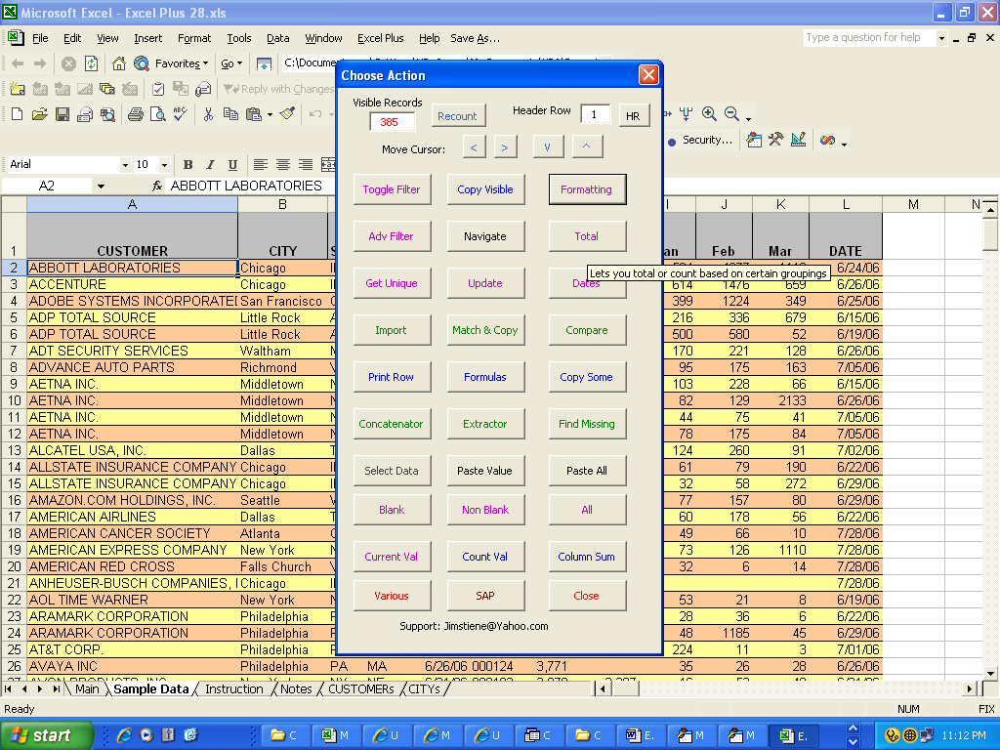 Microsoft Excel - Excel Plus 28.xls
File Edit View Insert Format Tools Data Window Excel Plus Help Save As... Type a question for help
Favorites Go
Reply with Changes
Security...
Arial 10 B I U
A2 fx ABBOTT LABORATORIES
Choose Action
Visible Records
385
Recount
Header Row 1 HR
Move Cursor: < > V ^
Toggle Filter Copy Visible Formatting
Adv Filter Navigate Total
Get Unique Update Dates
Lets you total or count based on certain groupings
Import Match & Copy Compare
Print Row Formulas Copy Some
Concatenator Extractor Find Missing
Select Data Paste Value Paste All
Blank Non Blank All
Current Val Count Val Column Sum
Various SAP Close
Support: Jimstiene@Yahoo.com
A B J K L M N
1 CUSTOMER CITY Feb Mar DATE
2 ABBOTT LABORATORIES Chicago 6/24/06
3 ACCENTURE Chicago 614 1476 659 6/26/06
4 ADOBE SYSTEMS INCORPORATE San Francisco 399 1224 349 6/25/06
5 ADP TOTAL SOURCE Little Rock 216 336 679 6/15/06
6 ADP TOTAL SOURCE Little Rock 500 580 52 6/19/06
7 ADT SECURITY SERVICES Waltham 170 221 128 6/26/06
8 ADVANCE AUTO PARTS Richmond 95 175 163 7/05/06
9 AETNA INC. Middletown 103 228 66 6/15/06
10 AETNA INC. Middletown 82 129 2133 6/26/06
11 AETNA INC. Middletown 44 75 41 7/05/06
12 AETNA INC. Middletown 78 175 84 7/05/06
13 ALCATEL USA, INC. Dallas 124 260 91 7/02/06
14 ALLSTATE INSURANCE COMPANY Chicago 61 79 190 6/22/06
15 ALLSTATE INSURANCE COMPANY Chicago 32 58 272 6/29/06
16 AMAZON.COM HOLDINGS, INC. Seattle 77 157 80 6/29/06
17 AMERICAN AIRLINES Dallas 60 178 56 6/22/06
18 AMERICAN CANCER SOCIETY Atlanta 49 66 10 7/28/06
19 AMERICAN EXPRESS COMPANY New York 73 126 1110 7/28/06
20 AMERICAN RED CROSS Falls Church 32 6 14 7/28/06
21 ANHEUSER-BUSCH COMPANIES, Chicago 7/28/06
22 AOL TIME WARNER New York 53 21 8 6/19/06
23 ARAMARK CORPORATION Philadelphia 28 36 6 6/22/06
24 ARAMARK CORPORATION Philadelphia 48 1185 45 6/29/06
25 AT&T CORP. Philadelphia 224 11 3 7/01/06
26 AVAYA INC Philadelphia PA MA 6/26/06 000124 3,771 35 26 28 6/26/06
Main Sample Data Instruction Notes CUSTOMERs CITYs
Ready NUM FIX
start C M U M U C C E. M M E. 11:12 PM